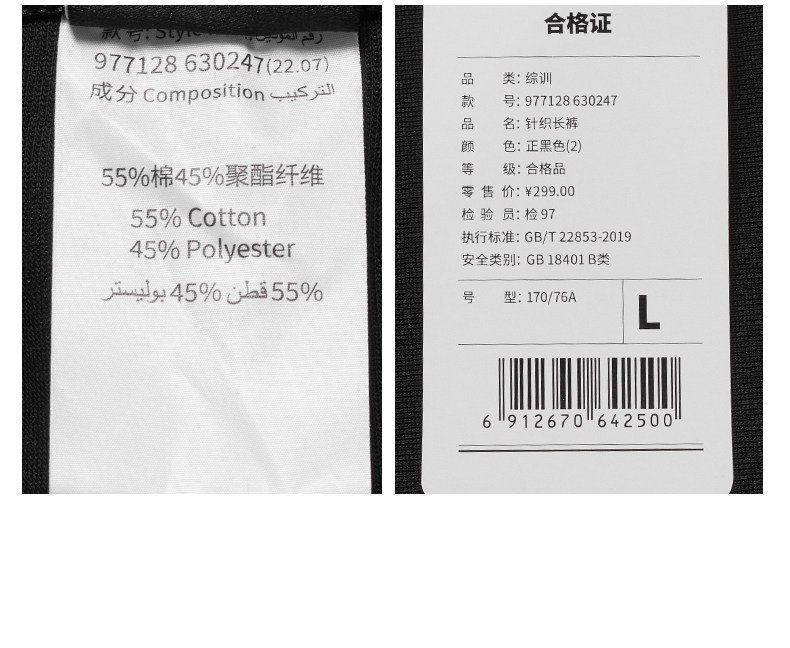 款号: Style
977128 630247(22.07)
成分 Composition التركيب
55%棉45%聚酯纤维
55% Cotton
45% Polyester
55% قطن 45% بوليستر
合格证
品 类: 综训
款 号: 977128 630247
品 名: 针织长裤
颜 色: 正黑色(2)
等 级: 合格品
零 售 价: ¥299.00
检 验 员: 检 97
执行标准: GB/T 22853-2019
安全类别: GB 18401 B类
号 型: 170/76A
L
6 912670 642500